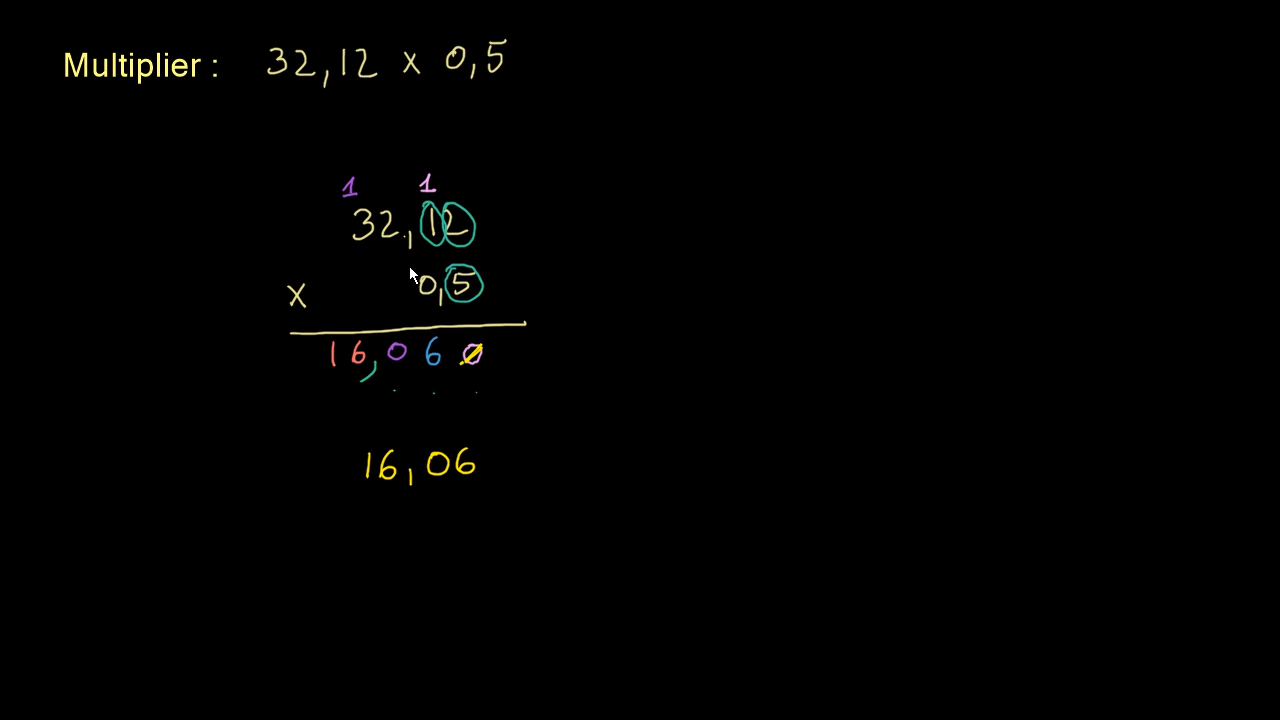 Multiplier : 32,12 x 0,5
1 1
32,12
x 0,5
16,060
16,06